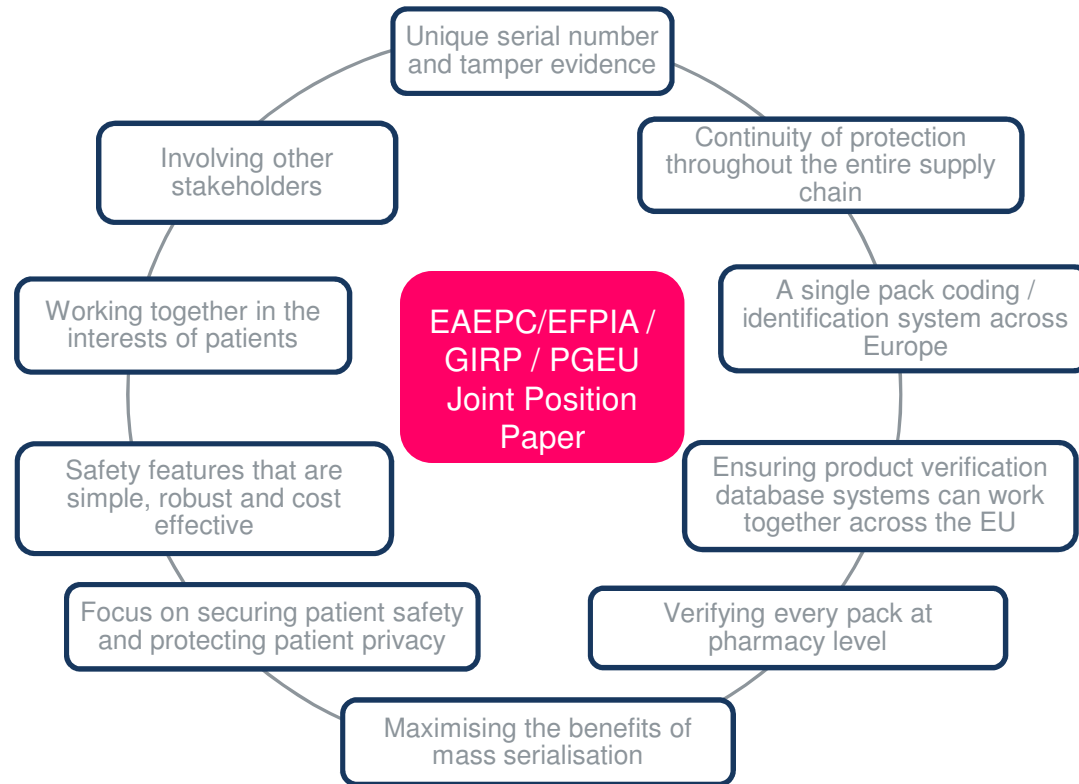 Unique serial number
and tamper evidence
Continuity of protection
throughout the entire supply
chain
A single pack coding /
identification system across
Europe
Ensuring product verification
database systems can work
together across the EU
Verifying every pack at
pharmacy level
Maximising the benefits of
mass serialisation
Focus on securing patient safety
and protecting patient privacy
Safety features that are
simple, robust and cost
effective
Working together in the
interests of patients
Involving other
stakeholders
EAEPC/EFPIA /
GIRP / PGEU
Joint Position
Paper